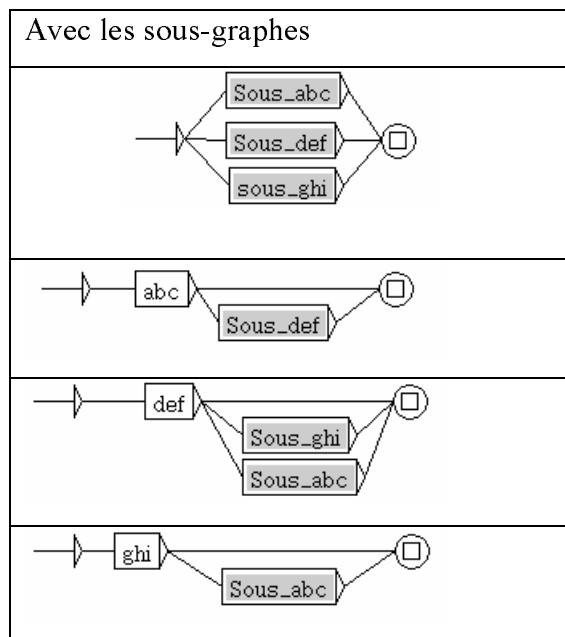 Avec les sous-graphes
Sous_abc
Sous_def
sous_ghi
abc
Sous_def
def
Sous_ghi
Sous_abc
ghi
Sous_abc